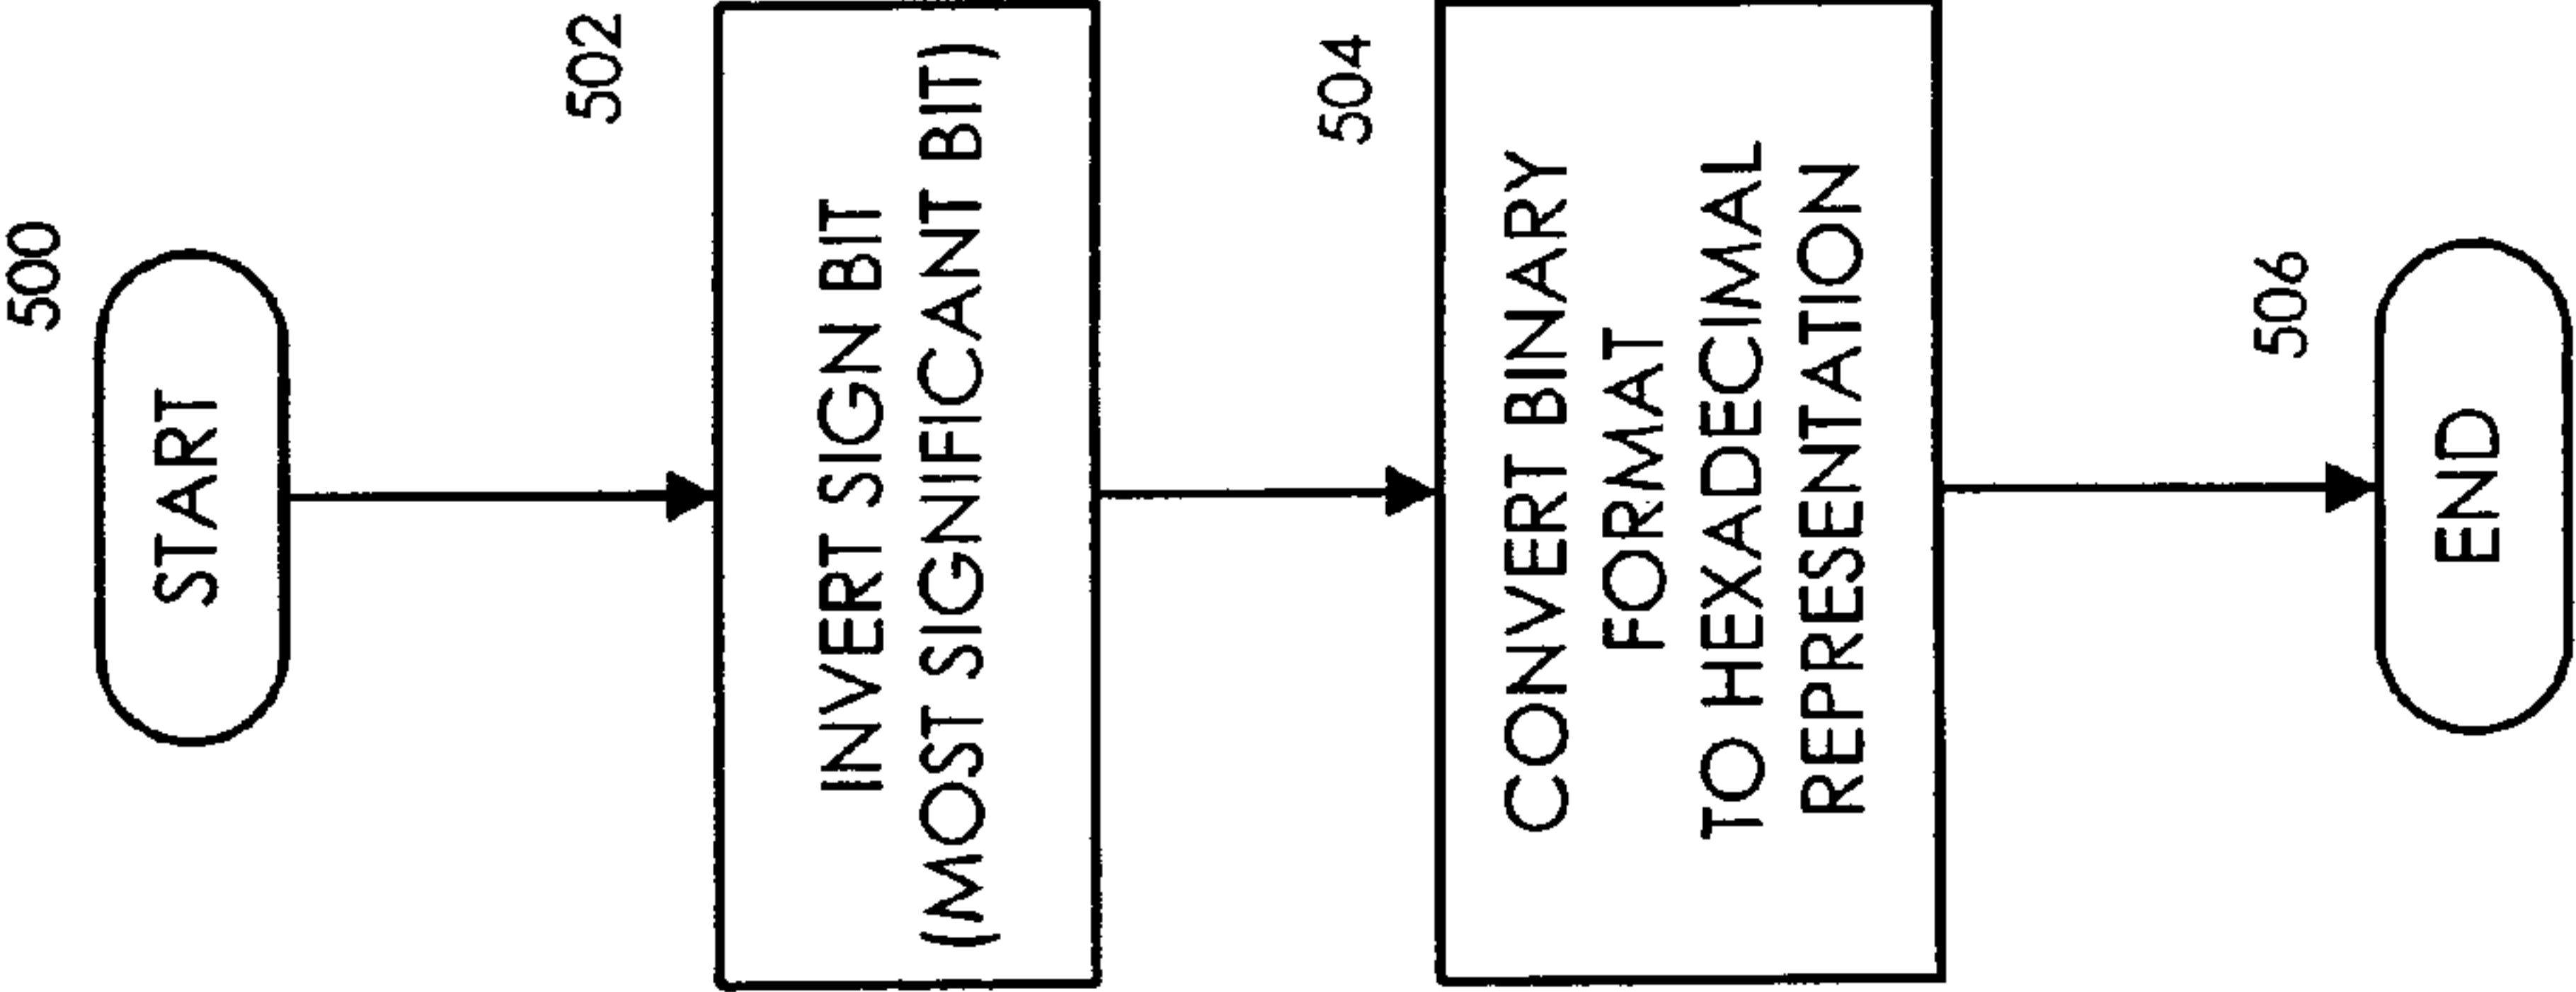 500
START
502
INVERT SIGN BIT
(MOST SIGNIFICANT BIT)
504
CONVERT BINARY
FORMAT
TO HEXADECIMAL
REPRESENTATION
506
END